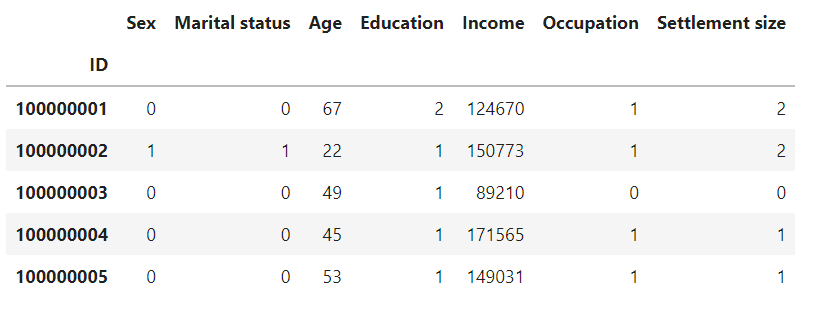 Sex Marital status Age Education Income Occupation Settlement size
ID
100000001 0 0 67 2 124670 1 2
100000002 1 1 22 1 150773 1 2
100000003 0 0 49 1 89210 0 0
100000004 0 0 45 1 171565 1 1
100000005 0 0 53 1 149031 1 1